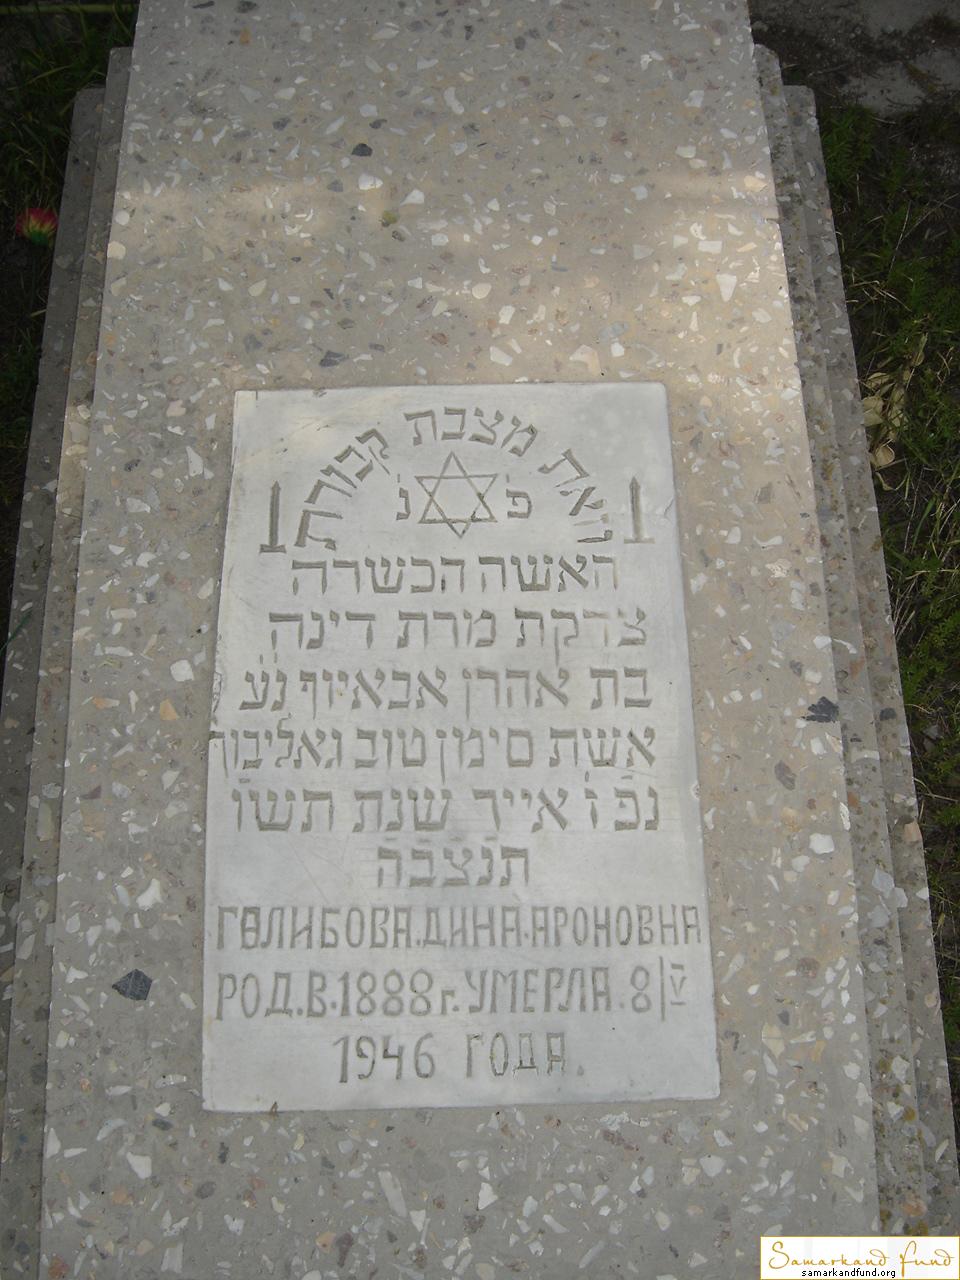 זאת מצבת קבורת
פ נ
האשה הכשרה
צדקת מרת דינה
בת אהרן אבאיוף נע
אשת סימן טוב גאליבוף
נפ ז אייר שנת תשו
תנצבה
ГАЛИБОВА.ДИНА.АРОНОВНА
РОД.В.1888г.УМЕРЛА.8|V
1946 ГОДА.
Samarkand Fund
samarkandfund.org